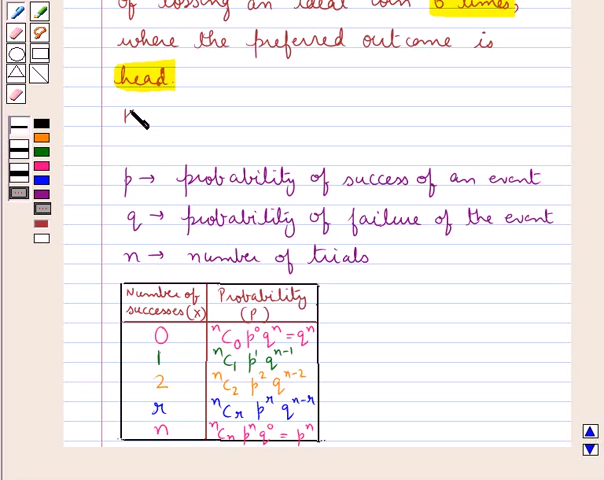 of tossing an ideal coin 6 times,
where the preferred outcome is
head.
p → probability of success of an event
q → probability of failure of the event
n → number of trials
Number of successes (x) Probability (P)
0 ⁿC₀ p⁰ qⁿ = qⁿ
1 ⁿC₁ p¹ qⁿ⁻¹
2 ⁿC₂ p² qⁿ⁻²
r ⁿCᵣ pʳ qⁿ⁻ʳ
n ⁿCₙ pⁿ q⁰ = pⁿ